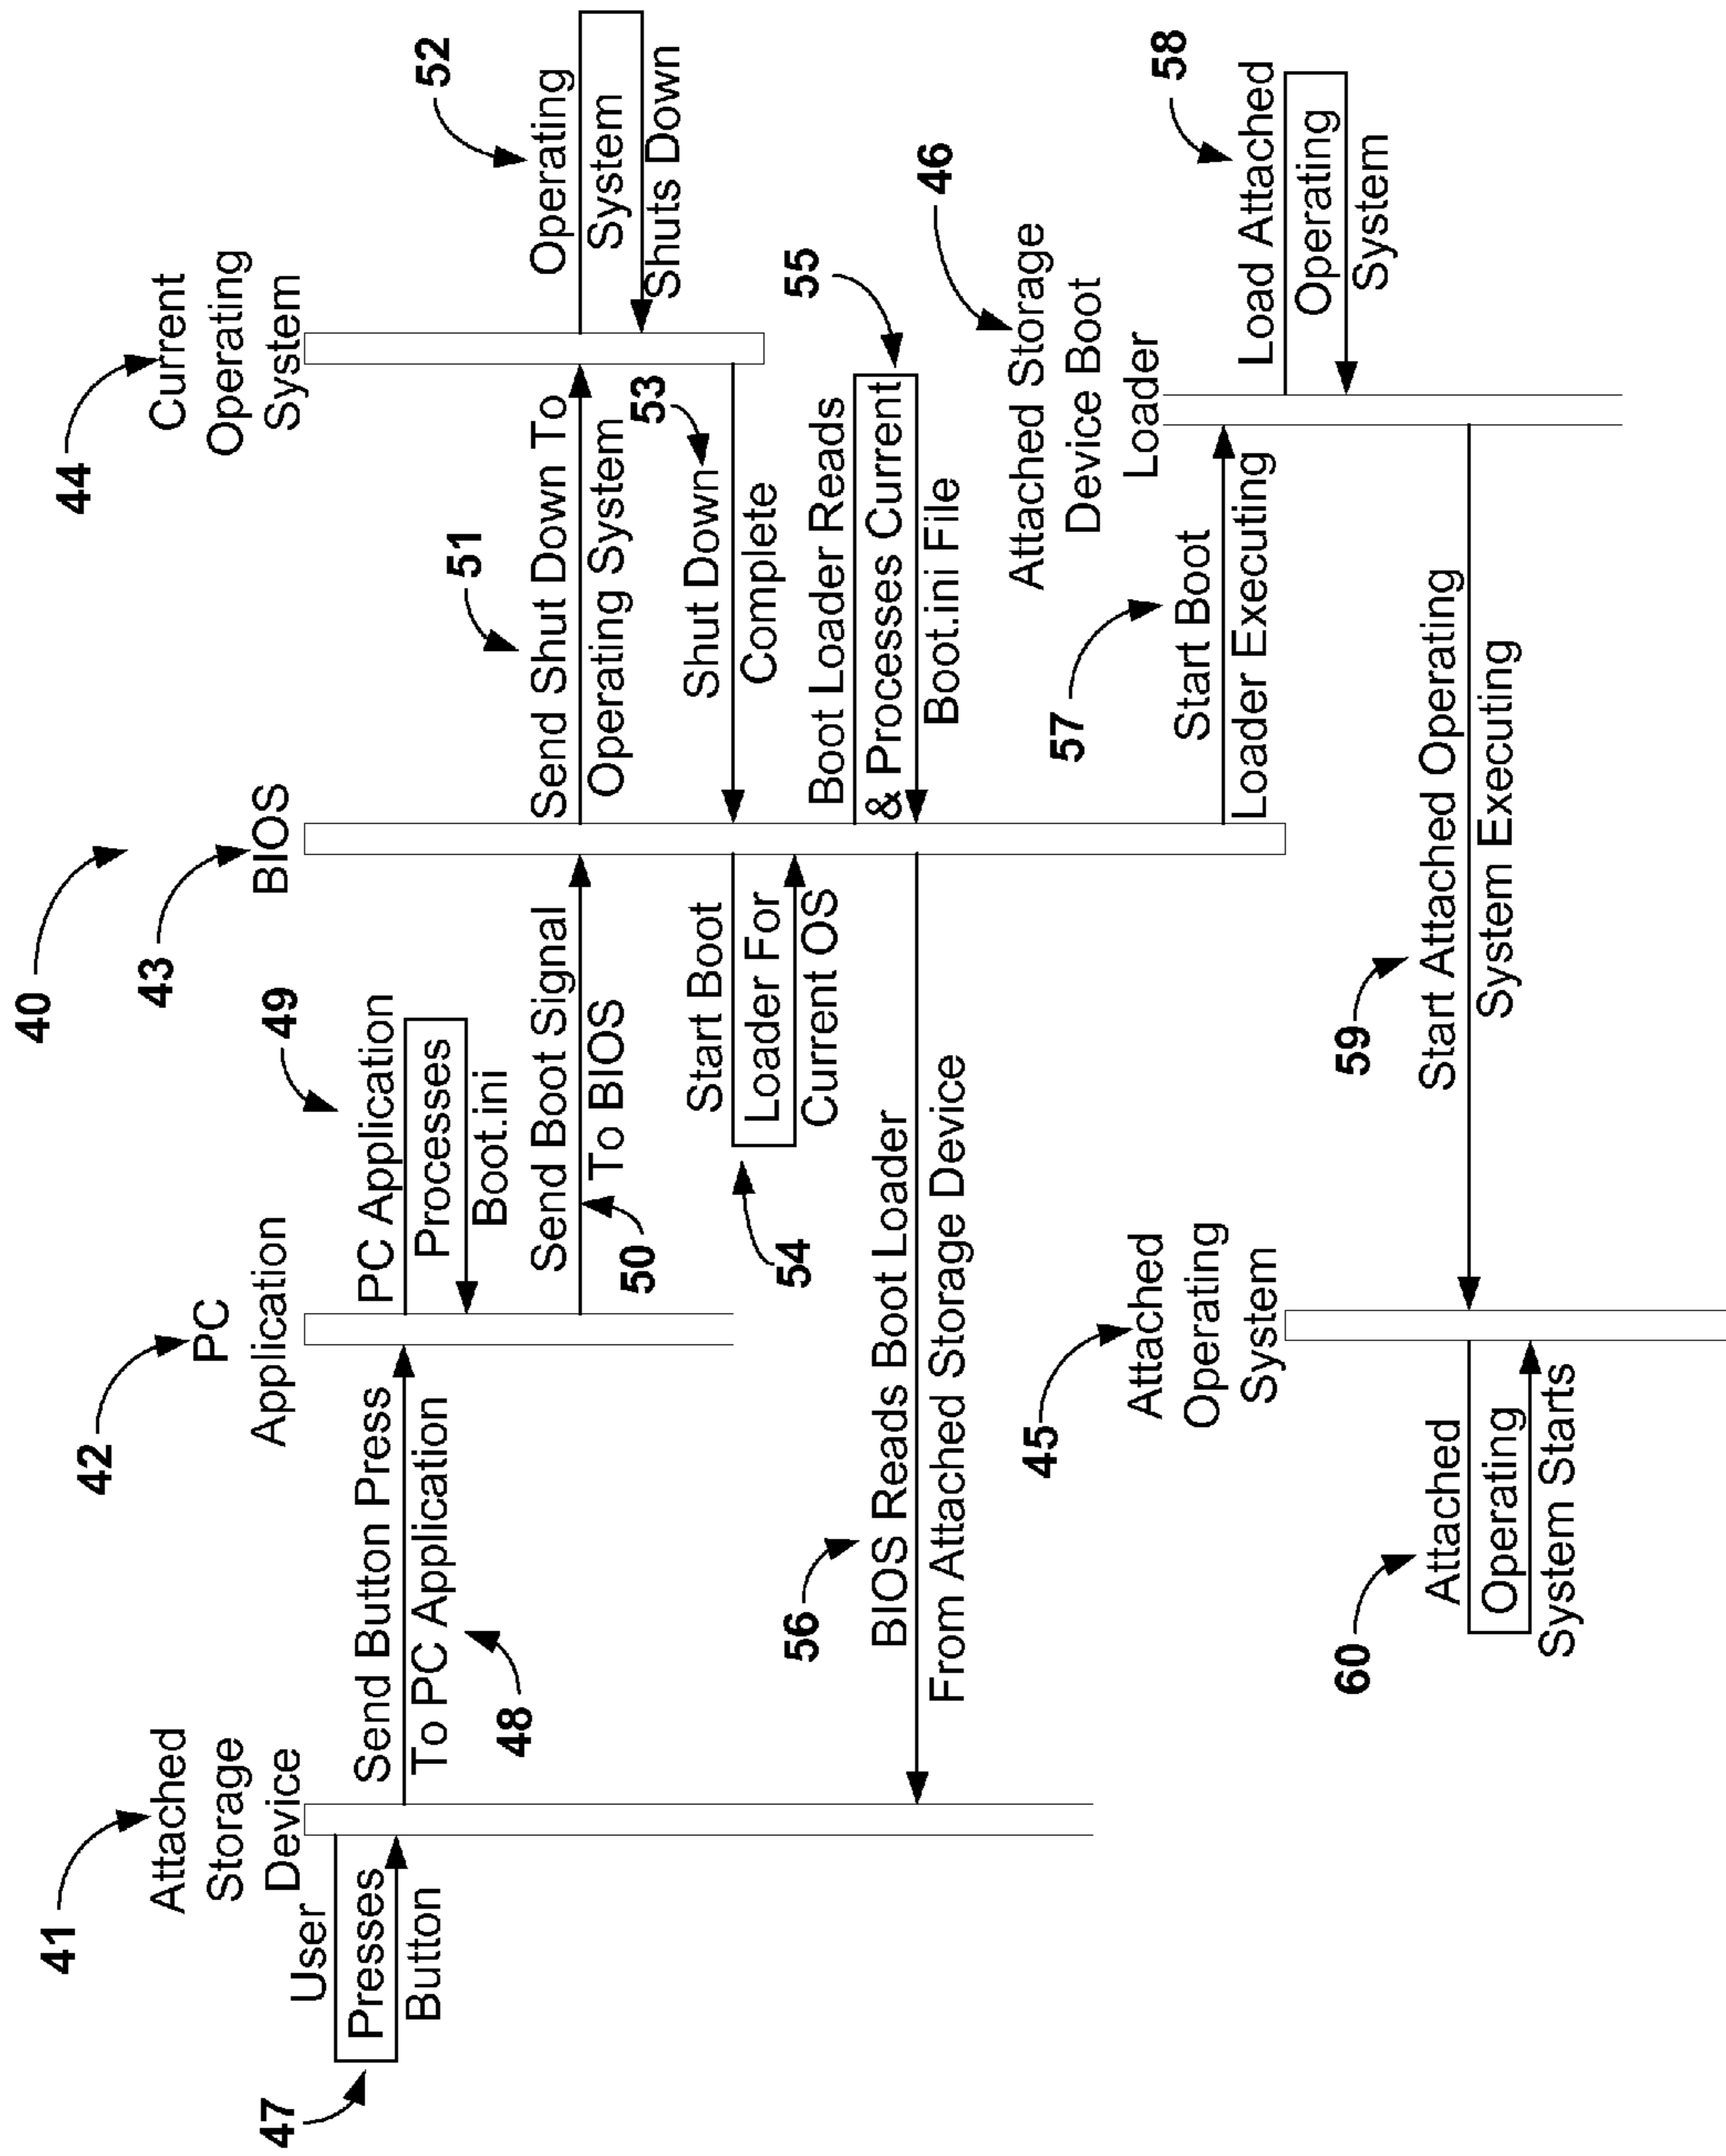 40
41
Attached
Storage
Device
42
PC
Application
43
BIOS
44
Current
Operating
System
47
User
Presses
Button
Send Button Press
To PC Application
48
49
PC Application
Processes
Boot.ini
Send Boot Signal
To BIOS
50
51
Send Shut Down To
Operating System
52
Operating
System
Shuts Down
53
Shut Down
Complete
Start Boot
Loader For
Current OS
54
55
Boot Loader Reads
& Processes Current
Boot.ini File
56
BIOS Reads Boot Loader
From Attached Storage Device
46
Attached Storage
Device Boot
Loader
57
Start Boot
Loader Executing
58
Load Attached
Operating
System
45
Attached
Operating
System
59
Start Attached Operating
System Executing
60
Attached
Operating
System Starts